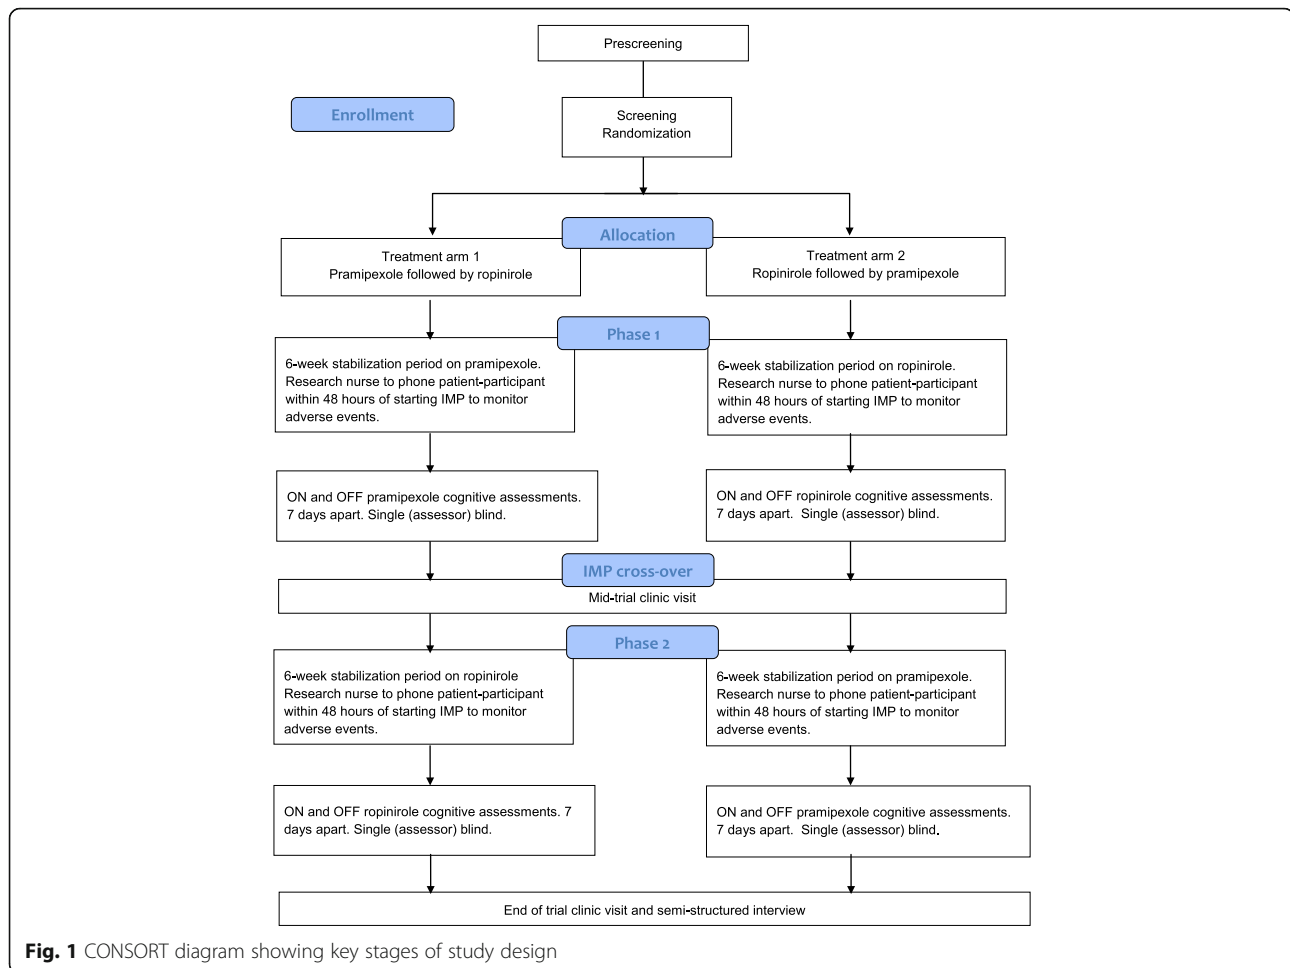 Prescreening
Enrollment
Screening
Randomization
Allocation
Treatment arm 1
Pramipexole followed by ropinirole
Treatment arm 2
Ropinirole followed by pramipexole
Phase 1
6-week stabilization period on pramipexole.
Research nurse to phone patient-participant
within 48 hours of starting IMP to monitor
adverse events.
6-week stabilization period on ropinirole.
Research nurse to phone patient-participant
within 48 hours of starting IMP to monitor
adverse events.
ON and OFF pramipexole cognitive assessments.
7 days apart. Single (assessor) blind.
ON and OFF ropinirole cognitive assessments.
7 days apart.  Single (assessor) blind.
IMP cross-over
Mid-trial clinic visit
Phase 2
6-week stabilization period on ropinirole
Research nurse to phone patient-participant
within 48 hours of starting IMP to monitor
adverse events.
6-week stabilization period on pramipexole.
Research nurse to phone patient-participant
within 48 hours of starting IMP to monitor
adverse events.
ON and OFF ropinirole cognitive assessments. 7
days apart. Single (assessor) blind.
ON and OFF pramipexole cognitive assessments.
7 days apart.  Single (assessor) blind.
End of trial clinic visit and semi-structured interview
Fig. 1 CONSORT diagram showing key stages of study design